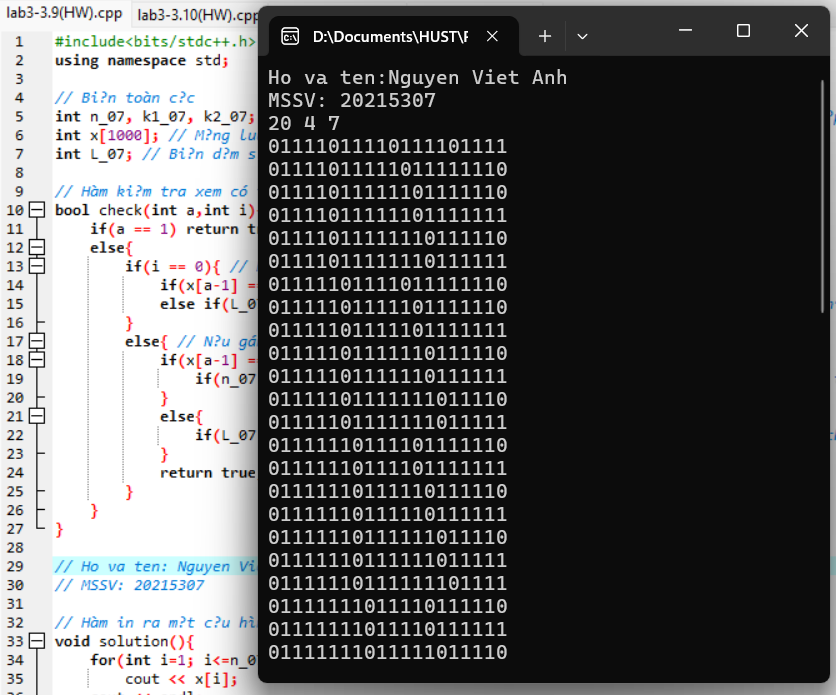 lab3-3.9(HW).cpp
lab3-3.10(HW).cpp
1 #include<bits/stdc++.h>
2 using namespace std;
3
4 // Bi?n toàn c?c
5 int n_07, k1_07, k2_07;
6 int x[1000]; // M?ng lu
7 int L_07; // Bi?n d?m s
8
9 // Hàm ki?m tra xem có
10 bool check(int a,int i)
11 if(a == 1) return t
12 else{
13 if(i == 0){ //
14 if(x[a-1] =
15 else if(L_0
16 }
17 else{ // N?u gá
18 if(x[a-1] =
19 if(n_07
20 }
21 else{
22 if(L_07
23 }
24 return true
25 }
26 }
27 }
28
29 // Ho va ten: Nguyen Vi
30 // MSSV: 20215307
31
32 // Hàm in ra m?t c?u hì
33 void solution(){
34 for(int i=1; i<=n_0
35 cout << x[i];
D:\Documents\HUST\F
Ho va ten:Nguyen Viet Anh
MSSV: 20215307
20 4 7
01111011110111101111
01111011111011111110
01111011111101111110
01111011111101111111
01111011111110111110
01111011111110111111
01111101111011111110
01111101111101111110
01111101111101111111
01111101111110111110
01111101111110111111
01111101111111011110
01111101111111011111
01111110111101111110
01111110111101111111
01111110111110111110
01111110111110111111
01111110111111011110
01111110111111011111
01111110111111101111
01111111011110111110
01111111011110111111
01111111011111011110